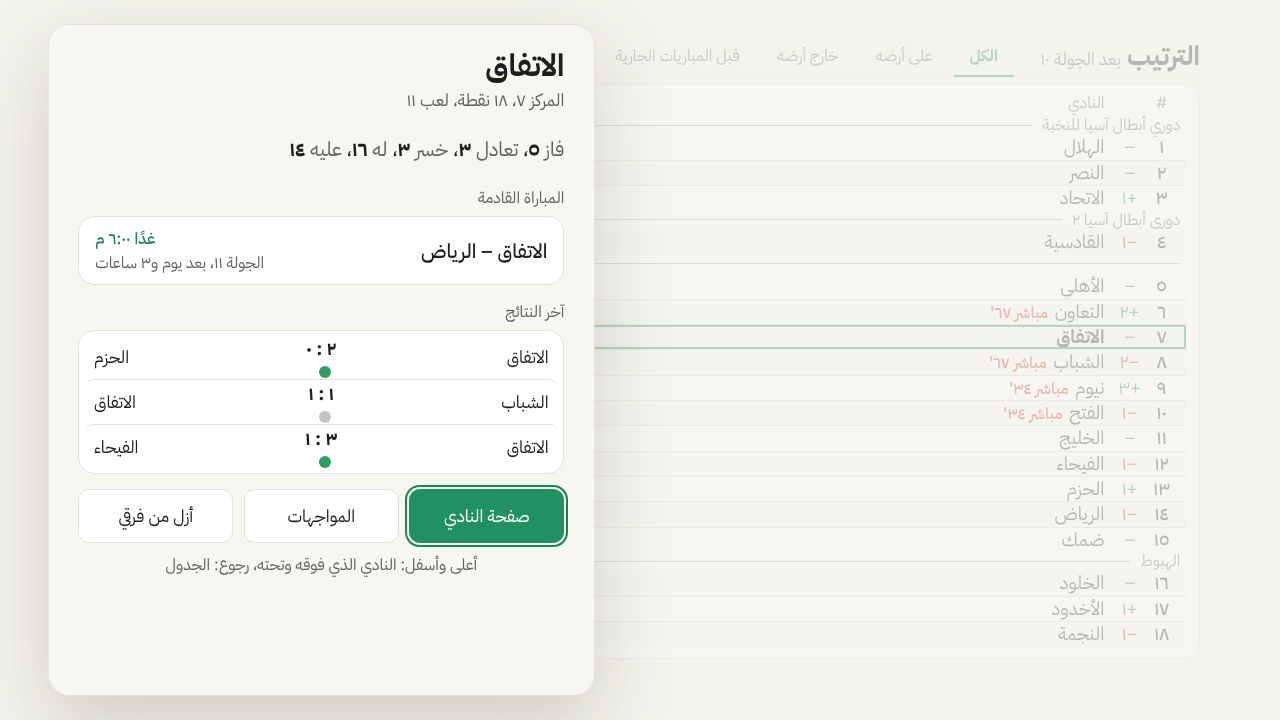 الترتيب بعد الجولة ١٠
الكل
على أرضه
خارج أرضه
قبل المباريات الجارية
# النادي
دوري أبطال آسيا للنخبة
١ – الهلال
٢ – النصر
٣ +١ الاتحاد
دوري أبطال آسيا ٢
٤ −١ القادسية
٥ – الأهلي
٦ +٢ التعاون مباشر ٦٧'
٧ – الاتفاق
٨ −٢ الشباب مباشر ٦٧'
٩ +٣ نيوم مباشر ٣٤'
١٠ −١ الفتح مباشر ٣٤'
١١ – الخليج
١٢ −١ الفيحاء
١٣ +١ الحزم
١٤ −١ الرياض
١٥ – ضمك
الهبوط
١٦ – الخلود
١٧ +١ الأخدود
١٨ −١ النجمة
الاتفاق
المركز ٧، ١٨ نقطة، لعب ١١
فاز ٥، تعادل ٣، خسر ٣، له ١٦، عليه ١٤
المباراة القادمة
الاتفاق – الرياض
غدًا ٦:٠٠ م
الجولة ١١، بعد يوم و٣ ساعات
آخر النتائج
الاتفاق ٢ : ٠ الحزم
الشباب ١ : ١ الاتفاق
الاتفاق ٣ : ١ الفيحاء
صفحة النادي
المواجهات
أزل من فرقي
أعلى وأسفل: النادي الذي فوقه وتحته، رجوع: الجدول